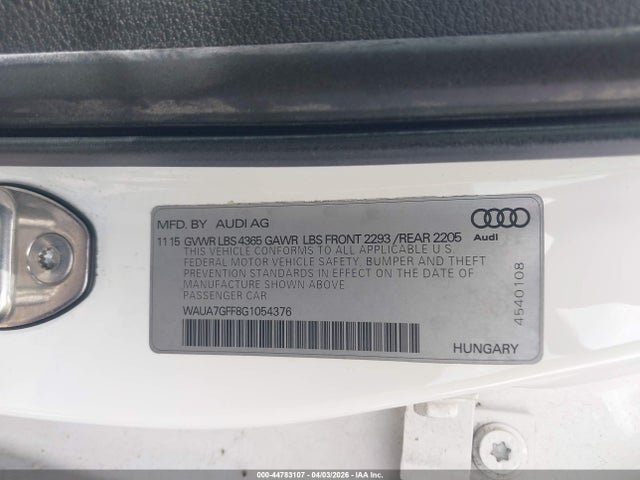 MFD. BY AUDI AG
11 15 GVWR LBS 4365 GAWR LBS FRONT 2293 /REAR 2205
THIS VEHICLE CONFORMS TO ALL APPLICABLE U.S.
FEDERAL MOTOR VEHICLE SAFETY, BUMPER AND THEFT
PREVENTION STANDARDS IN EFFECT ON THE DATE OF
MANUFACTURE SHOWN ABOVE
PASSENGER CAR
WAUA7GFF8G1054376
HUNGARY
Audi
4540108
000-44783107 - 04/03/2026 - IAAI.com